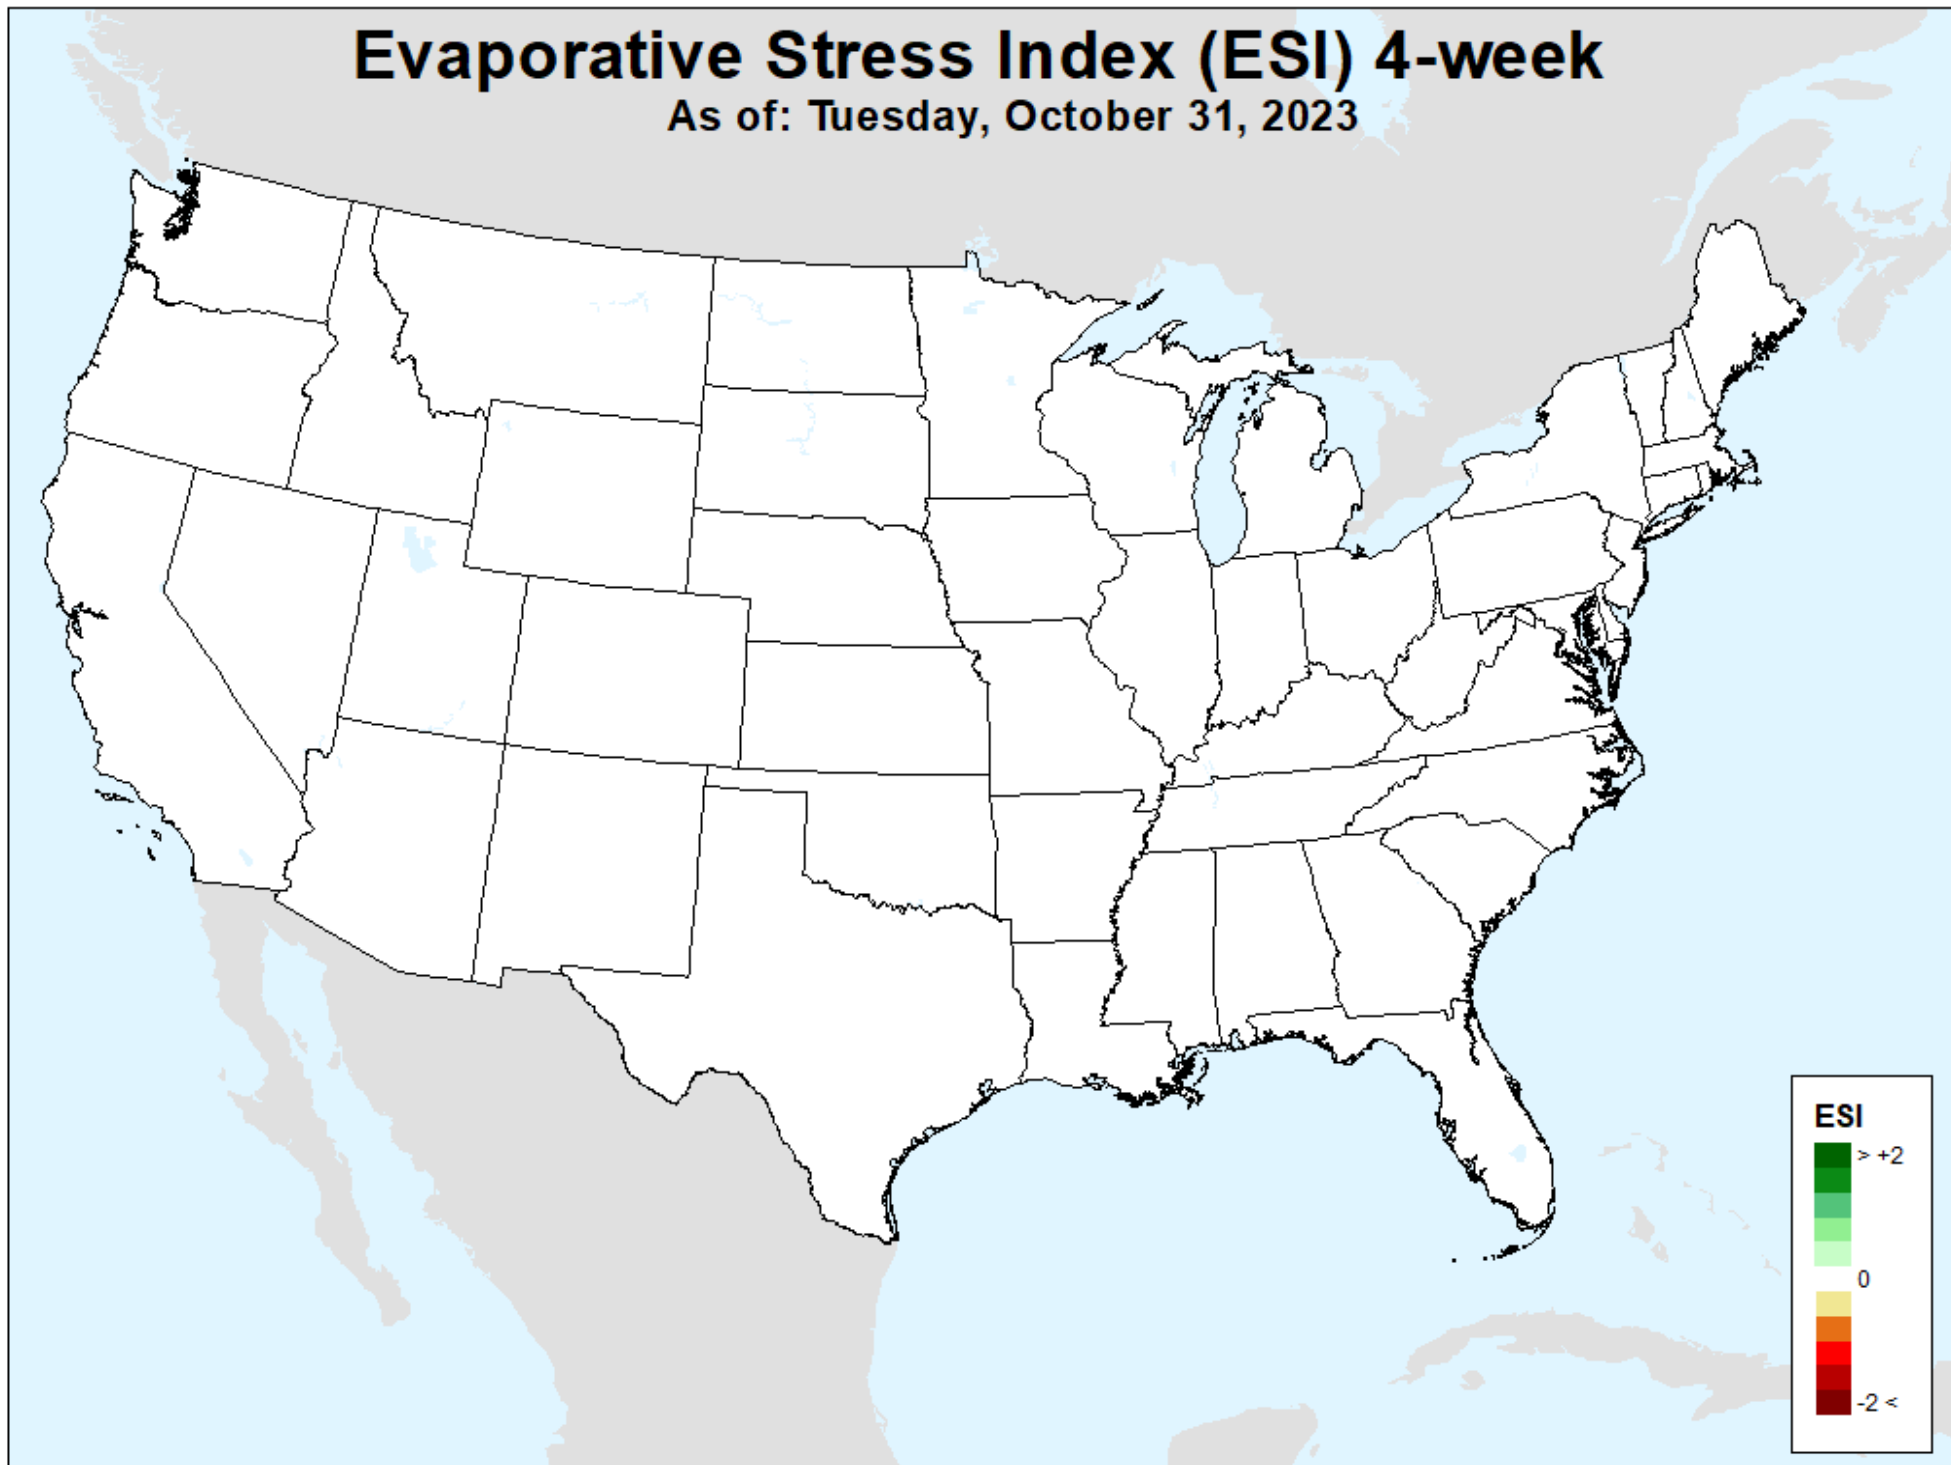 Evaporative Stress Index (ESI) 4-week
As of: Tuesday, October 31, 2023
ESI
> +2
0
-2 <